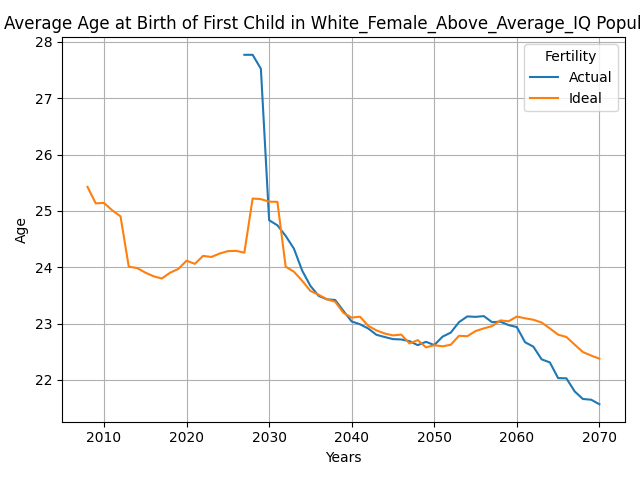 Average Age at Birth of First Child in White_Female_Above_Average_IQ Popul
Fertility
Actual
Ideal
28
27
26
25
24
23
22
Age
2010 2020 2030 2040 2050 2060 2070
Years